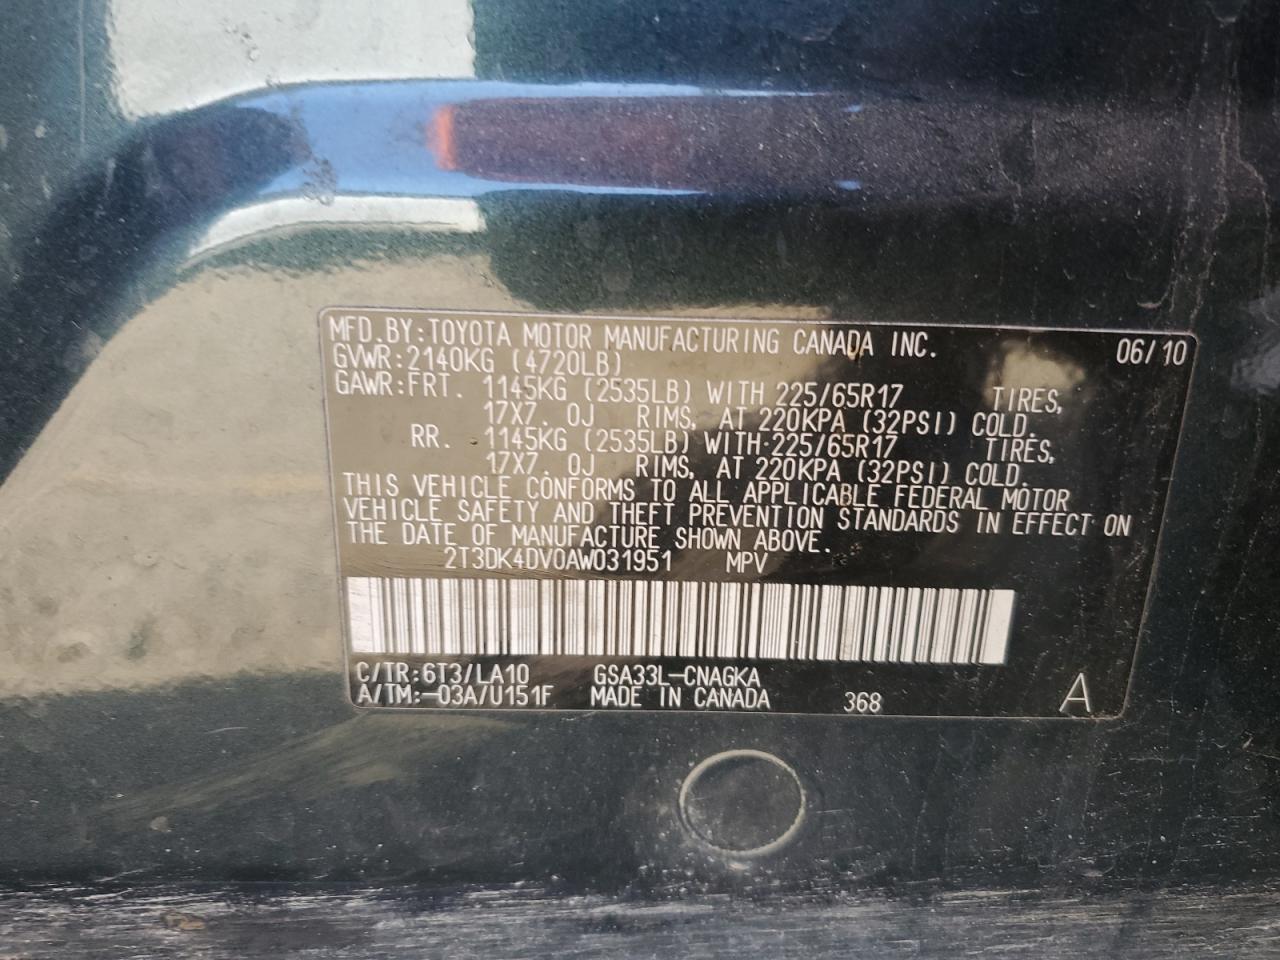 MFD.BY:TOYOTA MOTOR MANUFACTURING CANADA INC. 06/10
GVWR:2140KG (4720LB)
GAWR:FRT. 1145KG (2535LB) WITH 225/65R17 TIRES,
17X7. 0J RIMS, AT 220KPA (32PSI) COLD.
RR. 1145KG (2535LB) WITH 225/65R17 TIRES,
17X7. 0J RIMS, AT 220KPA (32PSI) COLD.
THIS VEHICLE CONFORMS TO ALL APPLICABLE FEDERAL MOTOR
VEHICLE SAFETY AND THEFT PREVENTION STANDARDS IN EFFECT ON
THE DATE OF MANUFACTURE SHOWN ABOVE.
2T3DK4DV0AW031951 MPV
C/TR:6T3/LA10 GSA33L-CNAGKA
A/TM:-03A/U151F MADE IN CANADA 368 A